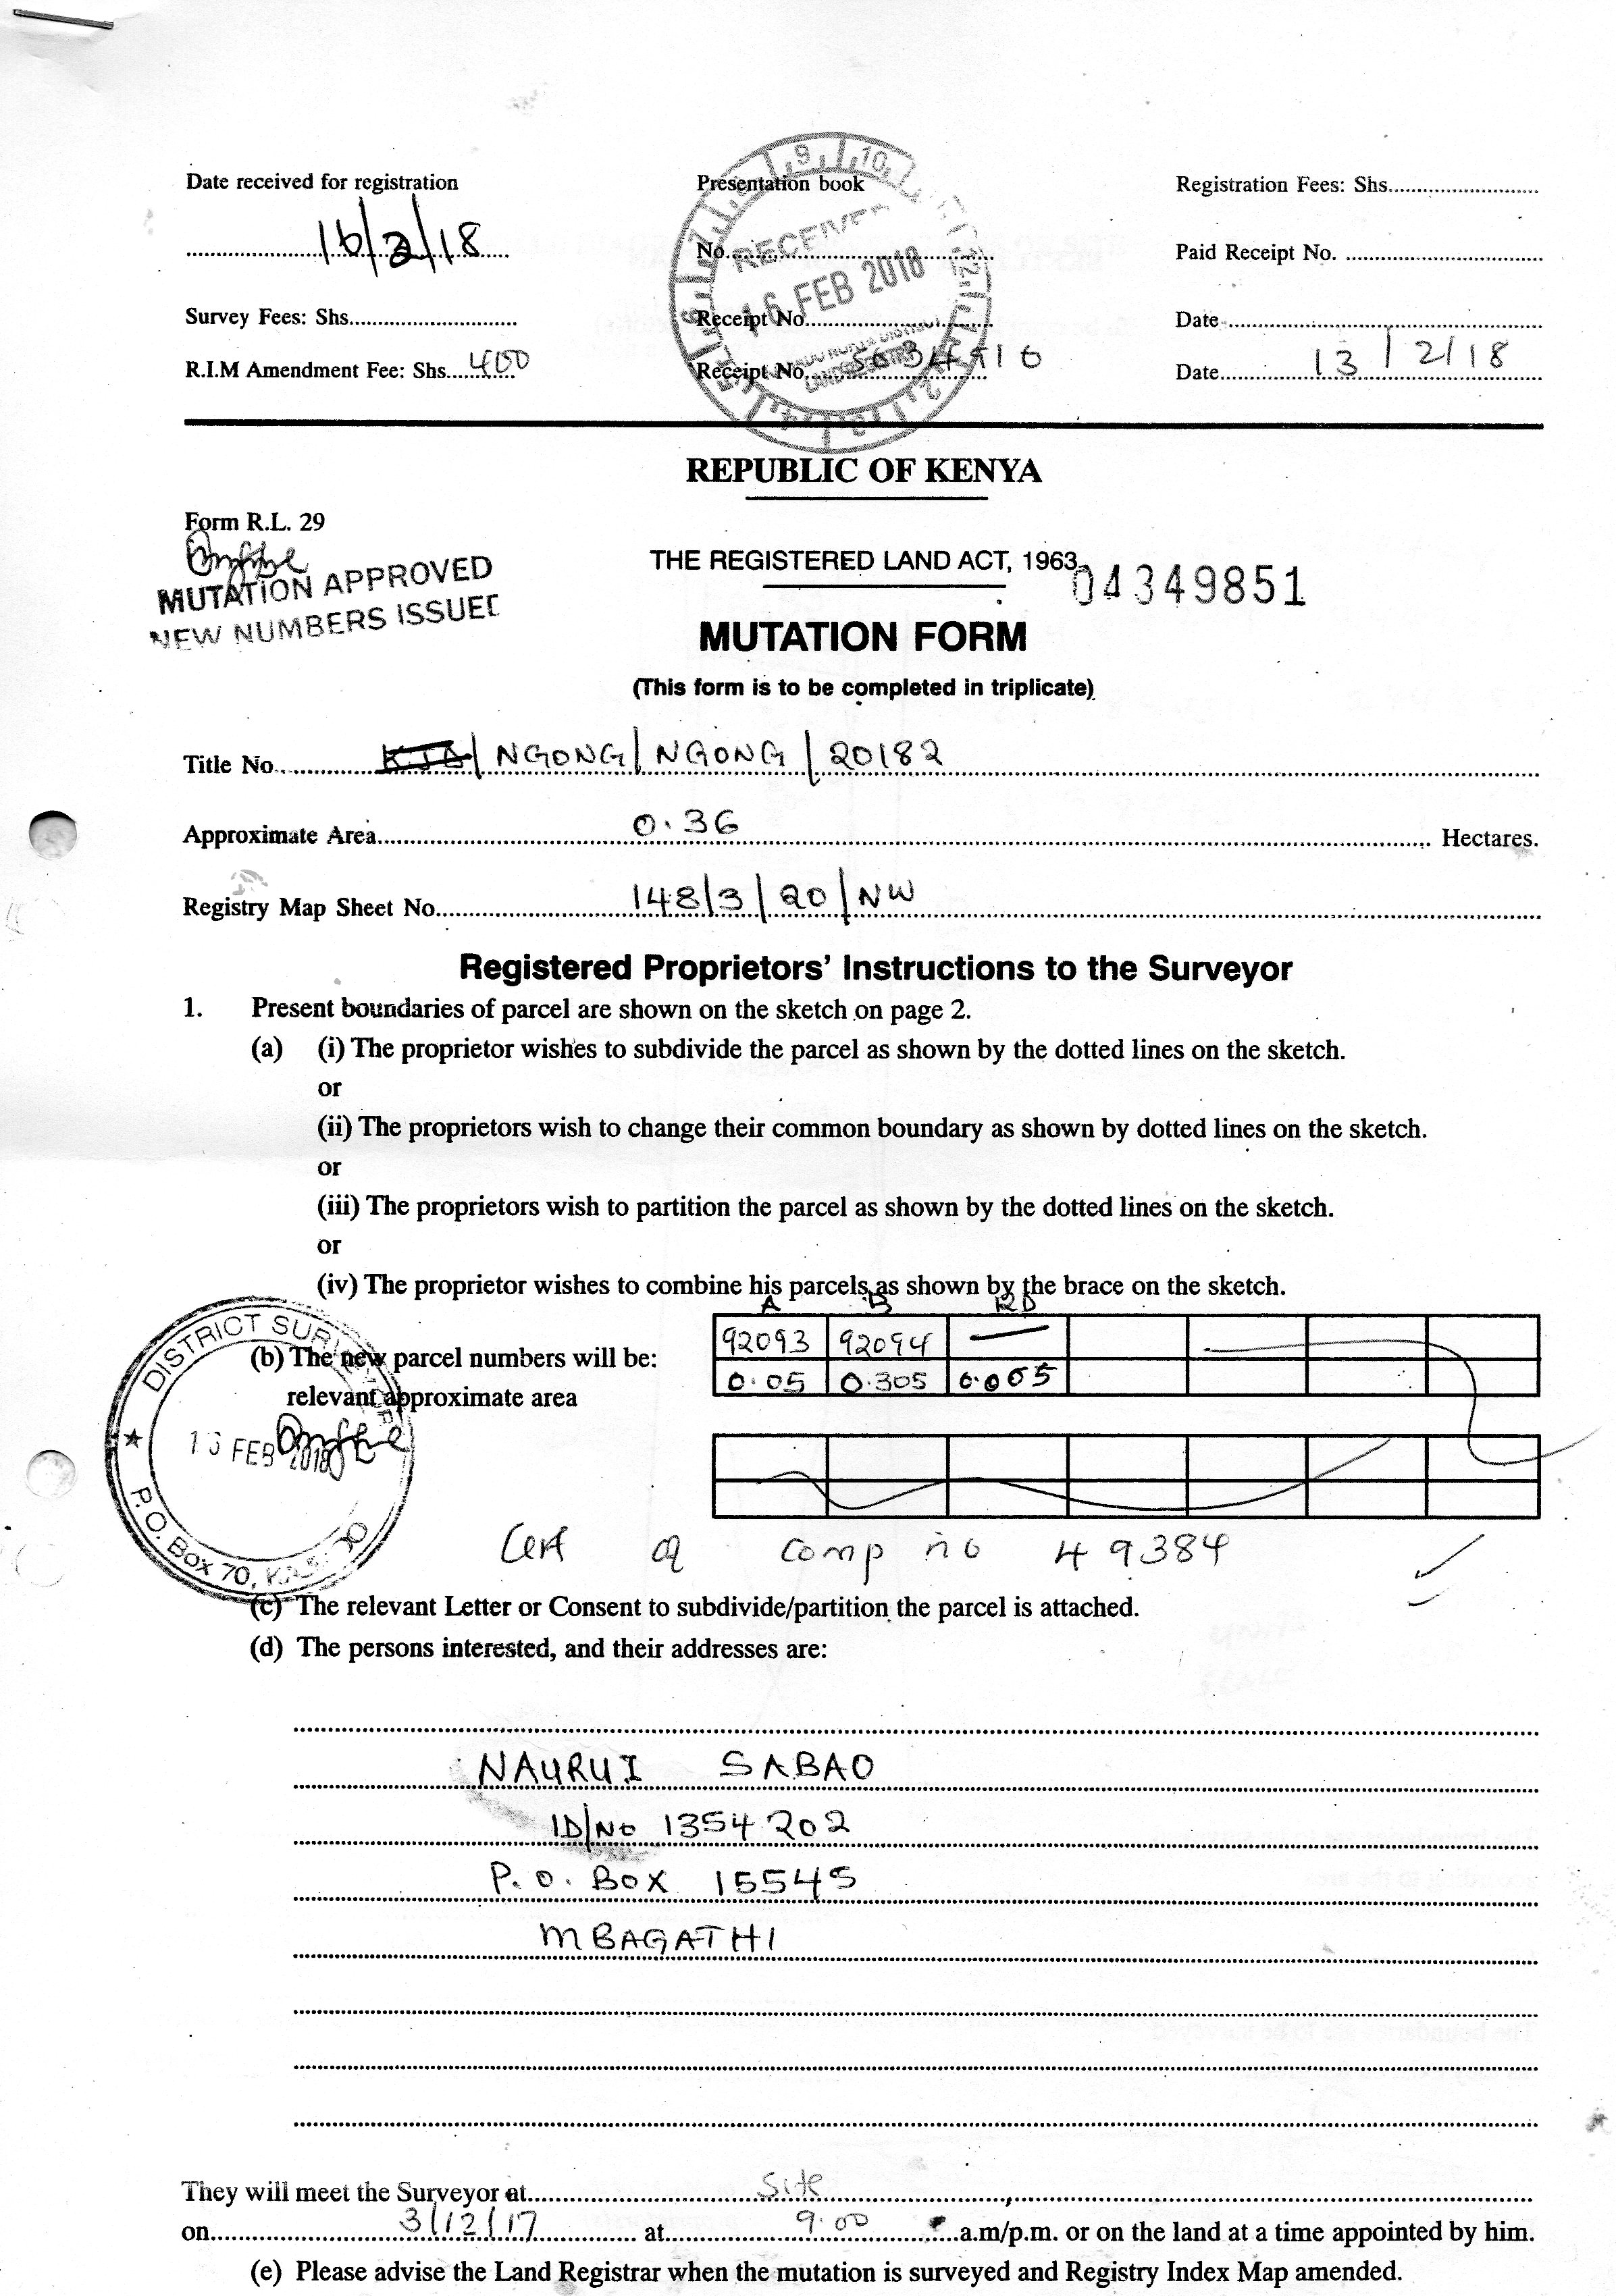 Date received for registration
Presentation book
Registration Fees: Shs..........
16/2/18
No..........
Paid Receipt No. ..........
RECEIVED
16 FEB 2018
LAND REGISTRY
Survey Fees: Shs..........
Receipt No..........
Date..........
R.I.M Amendment Fee: Shs. 400
Receipt No.
Date 13/2/18
REPUBLIC OF KENYA
Form R.L. 29
THE REGISTERED LAND ACT, 1963
04349851
MUTATION APPROVED
NEW NUMBERS ISSUED
MUTATION FORM
(This form is to be completed in triplicate)
Title No. KJD/ NGONG/ NGONG/ 20182
Approximate Area 0.36 Hectares.
Registry Map Sheet No. 148/3/20/NW
Registered Proprietors' Instructions to the Surveyor
1. Present boundaries of parcel are shown on the sketch on page 2.
(a) (i) The proprietor wishes to subdivide the parcel as shown by the dotted lines on the sketch.
or
(ii) The proprietors wish to change their common boundary as shown by dotted lines on the sketch.
or
(iii) The proprietors wish to partition the parcel as shown by the dotted lines on the sketch.
or
(iv) The proprietor wishes to combine his parcels as shown by the brace on the sketch.
A B RD
(b) The new parcel numbers will be: 92093 92094 —
relevant approximate area 0.05 0.305 0.005
DISTRICT SURVEYOR
16 FEB 2018
P.O. Box 70,
Cert of Comp no 49384
(c) The relevant Letter or Consent to subdivide/partition the parcel is attached.
(d) The persons interested, and their addresses are:
NAURUI SABAO
ID/No 1354202
P.O. Box 15545
MBAGATHI
They will meet the Surveyor at Site
on 3/12/17 at 9.00 a.m/p.m. or on the land at a time appointed by him.
(e) Please advise the Land Registrar when the mutation is surveyed and Registry Index Map amended.